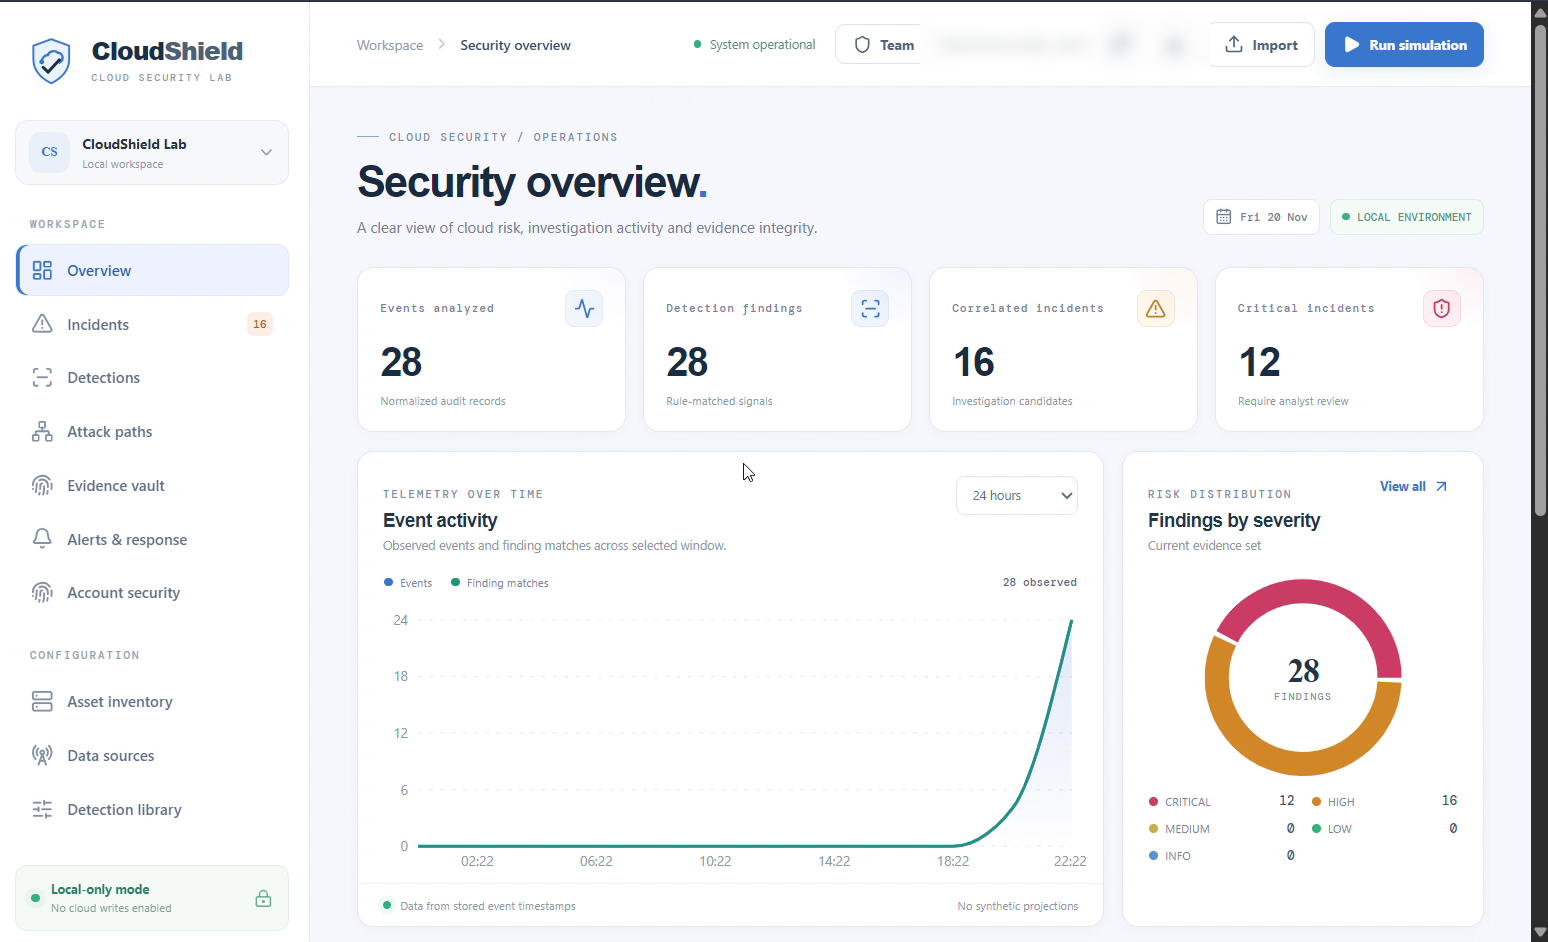 CloudShield
CLOUD SECURITY LAB
CS
CloudShield Lab
Local workspace
WORKSPACE
Overview
Incidents
16
Detections
Attack paths
Evidence vault
Alerts & response
Account security
CONFIGURATION
Asset inventory
Data sources
Detection library
Local-only mode
No cloud writes enabled
Workspace
Security overview
System operational
Team
Import
Run simulation
CLOUD SECURITY / OPERATIONS
Security overview.
A clear view of cloud risk, investigation activity and evidence integrity.
Fri 20 Nov
LOCAL ENVIRONMENT
Events analyzed
28
Normalized audit records
Detection findings
28
Rule-matched signals
Correlated incidents
16
Investigation candidates
Critical incidents
12
Require analyst review
TELEMETRY OVER TIME
Event activity
Observed events and finding matches across selected window.
24 hours
Events
Finding matches
28 observed
24
18
12
6
0
02:22 06:22 10:22 14:22 18:22 22:22
Data from stored event timestamps
No synthetic projections
RISK DISTRIBUTION
View all
Findings by severity
Current evidence set
28
FINDINGS
CRITICAL 12 HIGH 16
MEDIUM 0 LOW 0
INFO 0